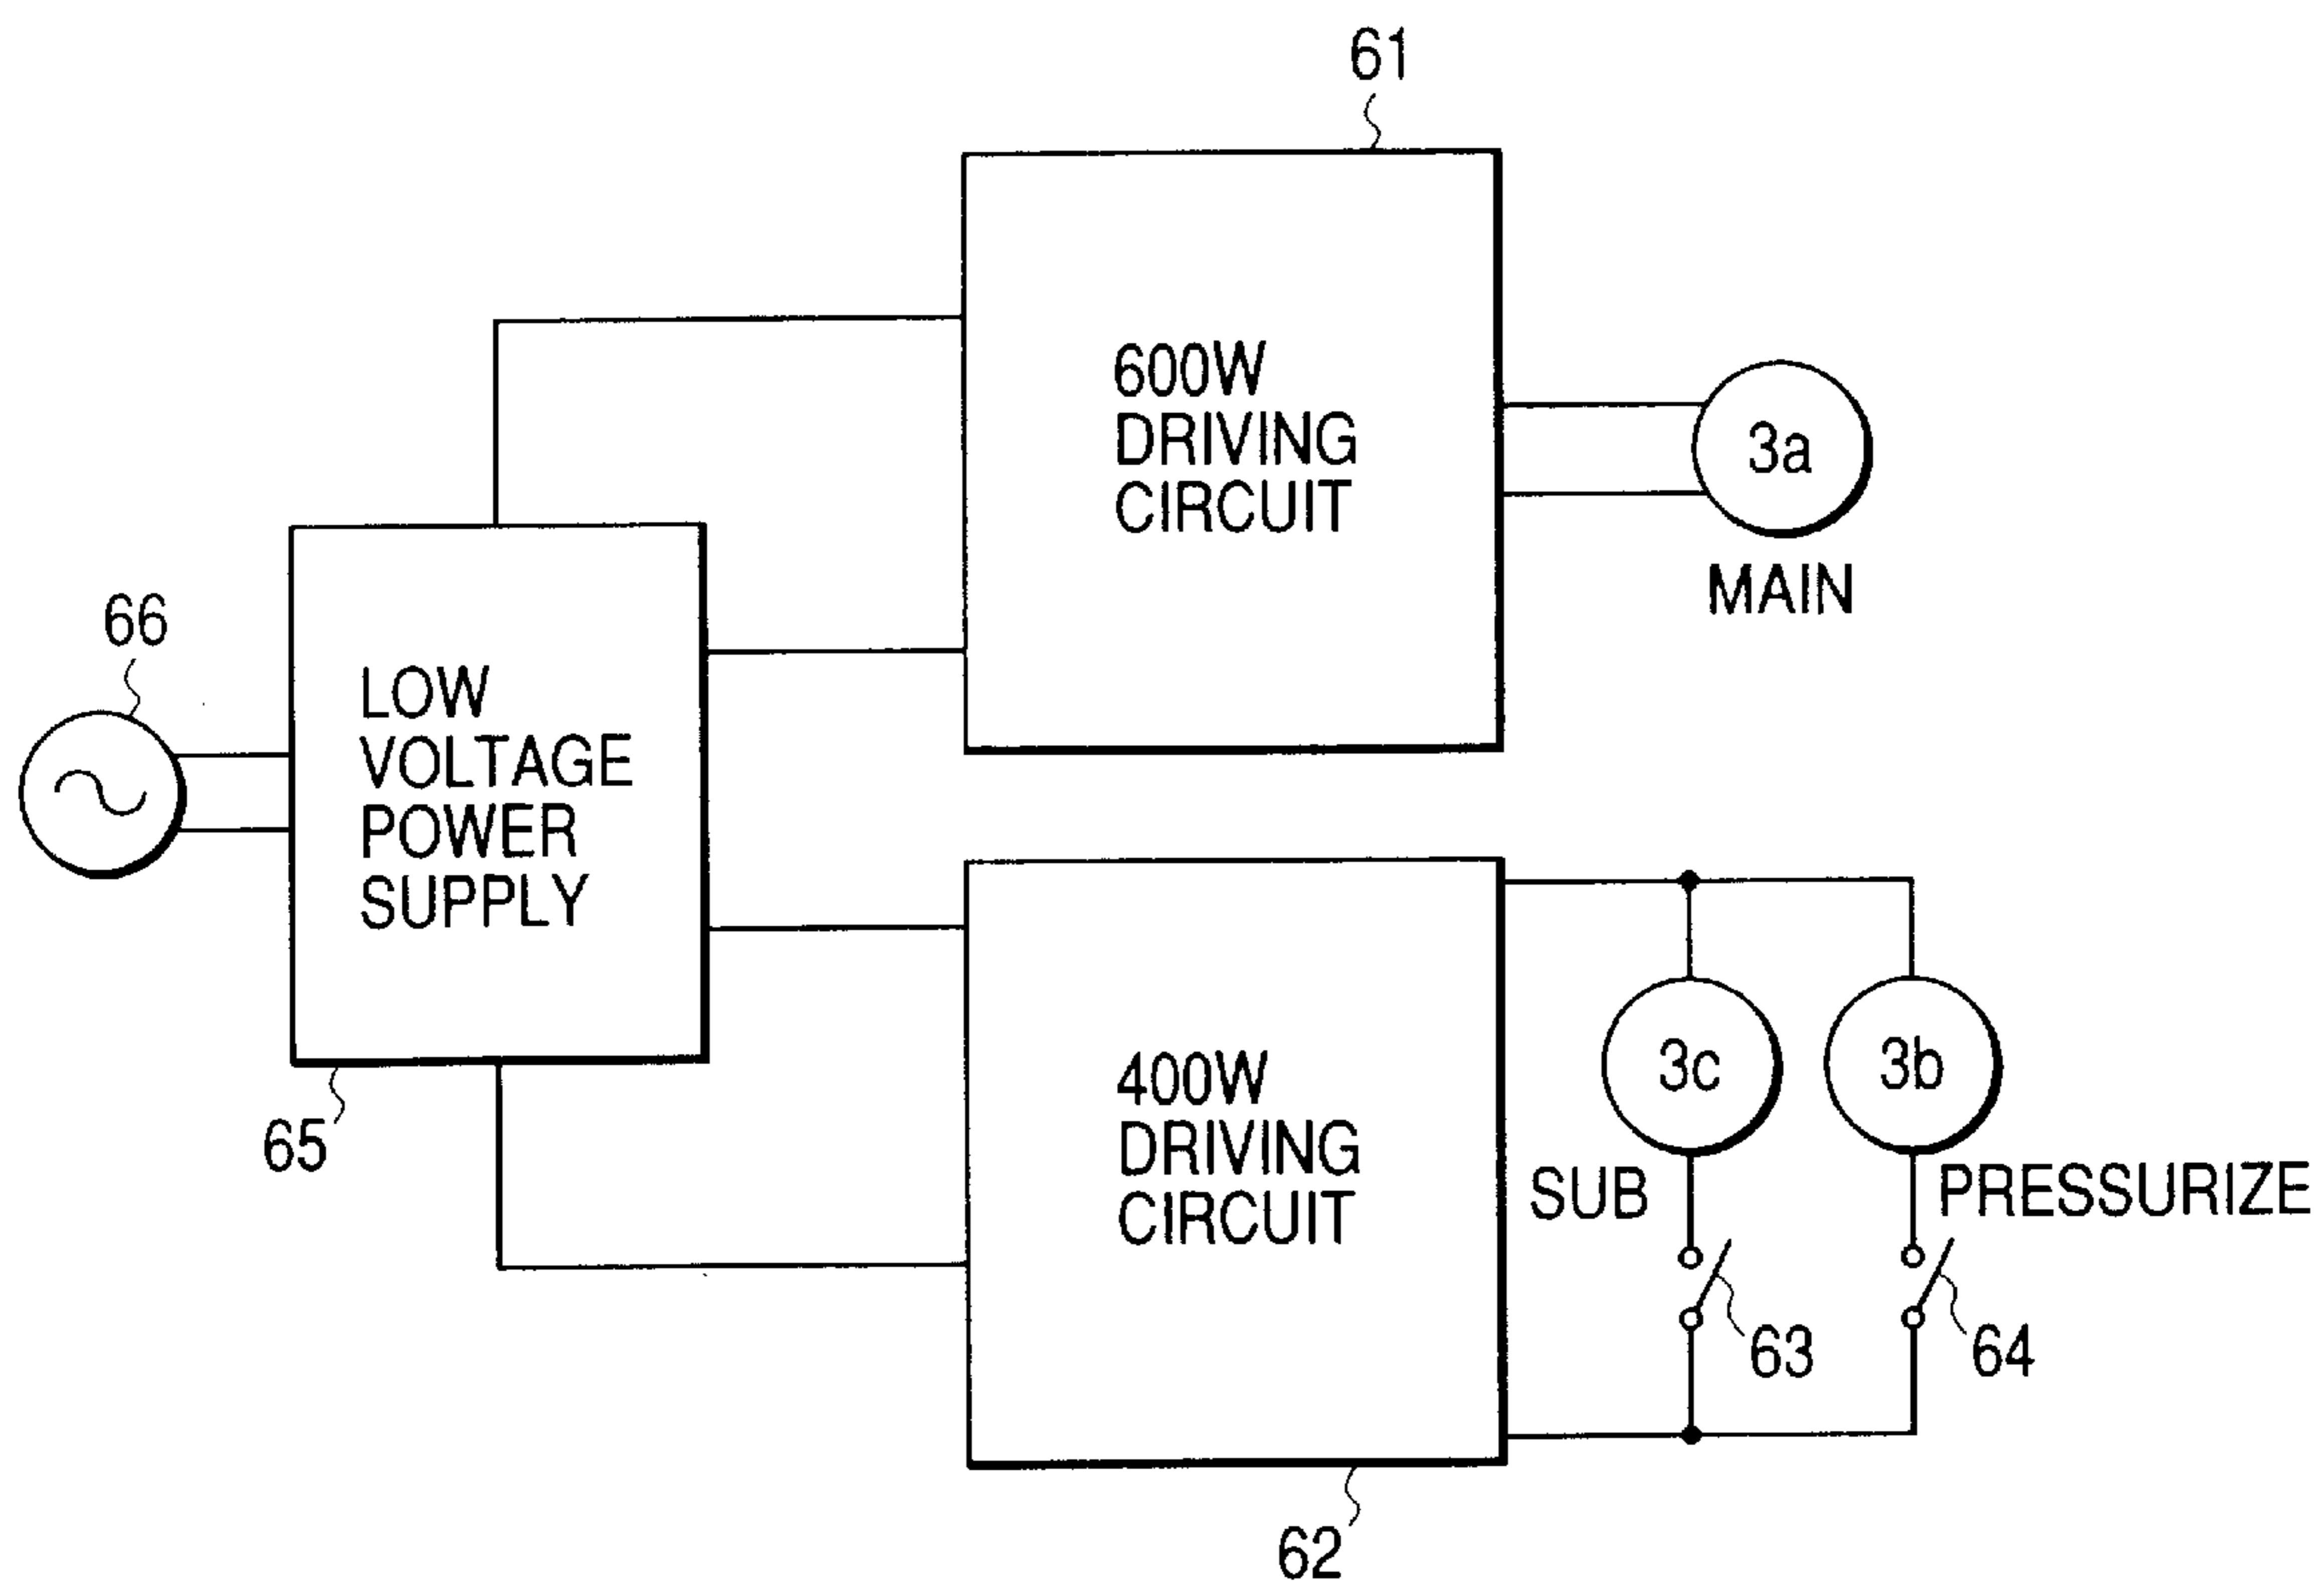 61
600W
DRIVING
CIRCUIT
3a
MAIN
66
LOW
VOLTAGE
POWER
SUPPLY
65
400W
DRIVING
CIRCUIT
3c
3b
SUB
PRESSURIZE
63
64
62